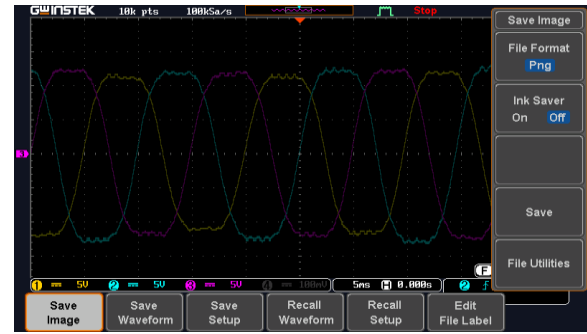 GWINSTEK 10k pts 100kSa/s Stop
Save Image
File Format
Png
Ink Saver
On Off
3
Save
File Utilities
F
1 5V 2 5V 3 5V 4 100mV 5ms H 0.000s 2 f
Save Image
Save Waveform
Save Setup
Recall Waveform
Recall Setup
Edit File Label